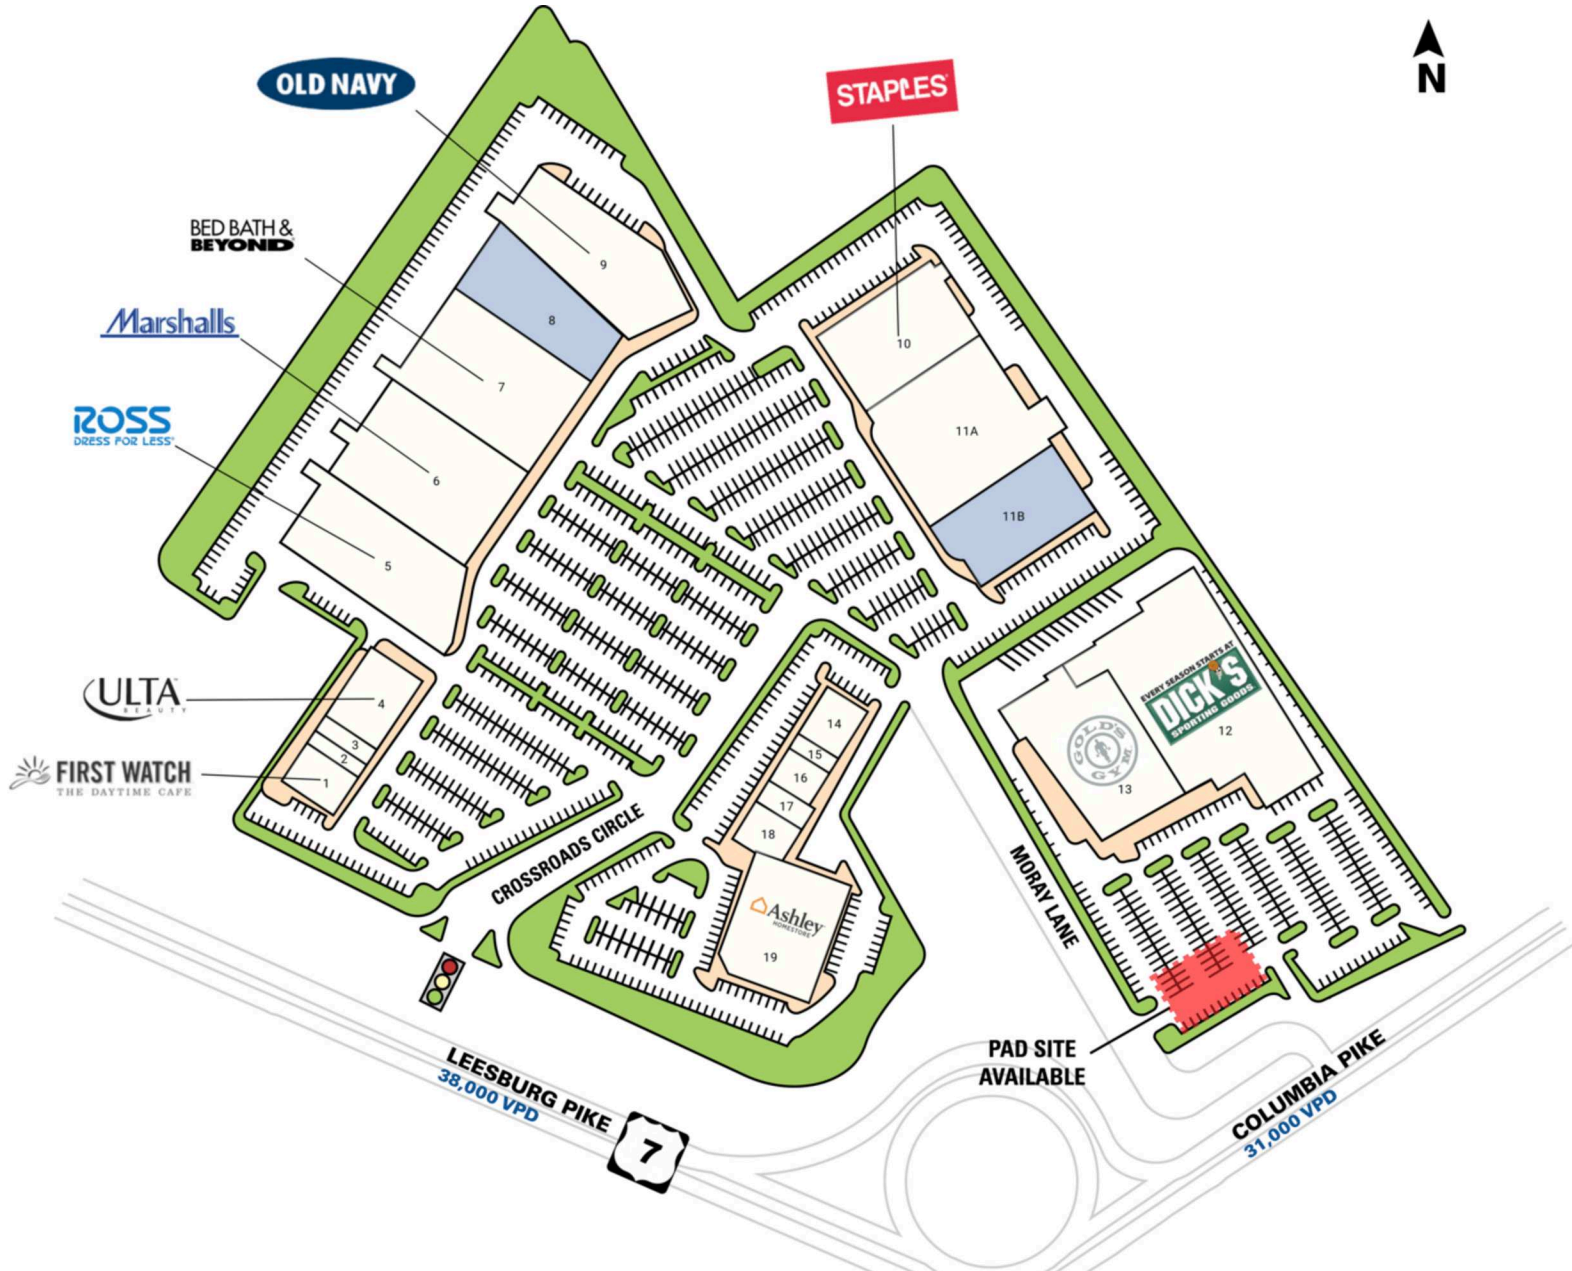 N
OLD NAVY
STAPLES
BED BATH &
BEYOND
Marshalls
ROSS
DRESS FOR LESS
ULTA
BEAUTY
FIRST WATCH
THE DAYTIME CAFE
9
8
7
6
5
4
3
2
1
10
11A
11B
EVERY SEASON STARTS AT
DICK'S
SPORTING GOODS
12
GOLD'S
GYM
13
14
15
16
17
18
Ashley
HOMESTORE
19
CROSSROADS CIRCLE
MORAY LANE
PAD SITE
AVAILABLE
LEESBURG PIKE
38,000 VPD
7
COLUMBIA PIKE
31,000 VPD